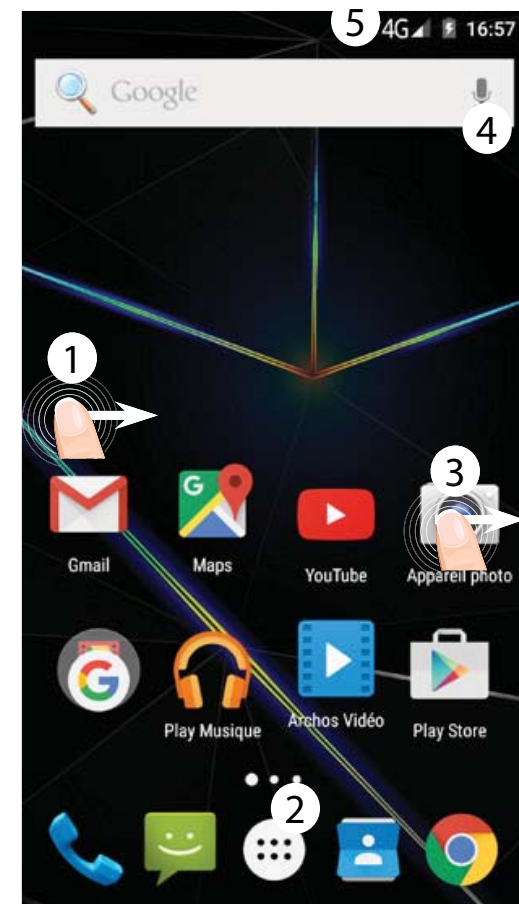 5 4G 16:57
Google
4
1
3
G
Gmail Maps YouTube Appareil photo
G
Play Musique Archos Vidéo Play Store
2